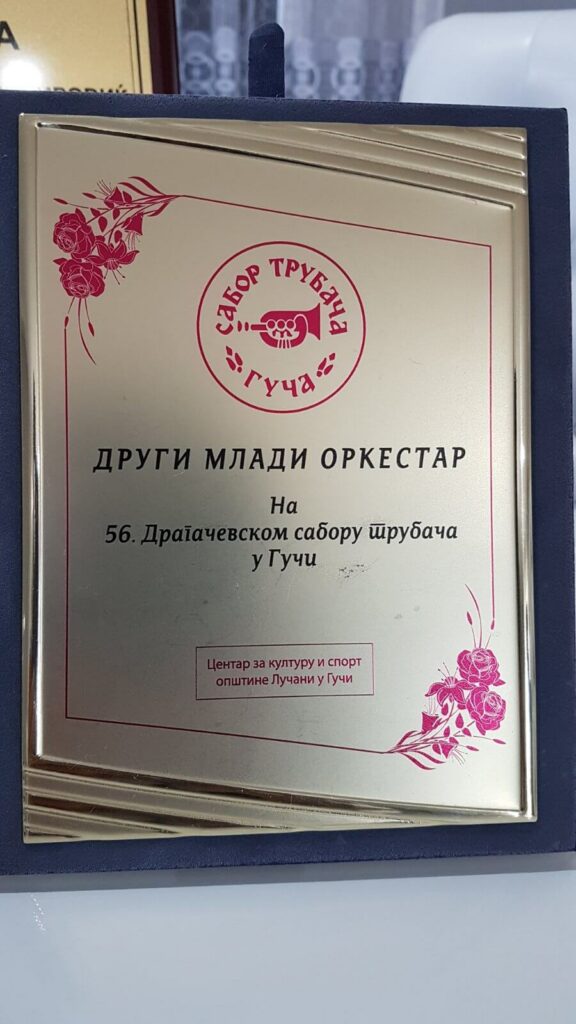 А
САБОР ТРУБАЧА
ГУЧА
ДРУГИ МЛАДИ ОРКЕСТАР
На
56. Драгачевском сабору трубача
у Гучи
Центар за културу и спорт
општине Лучани у Гучи